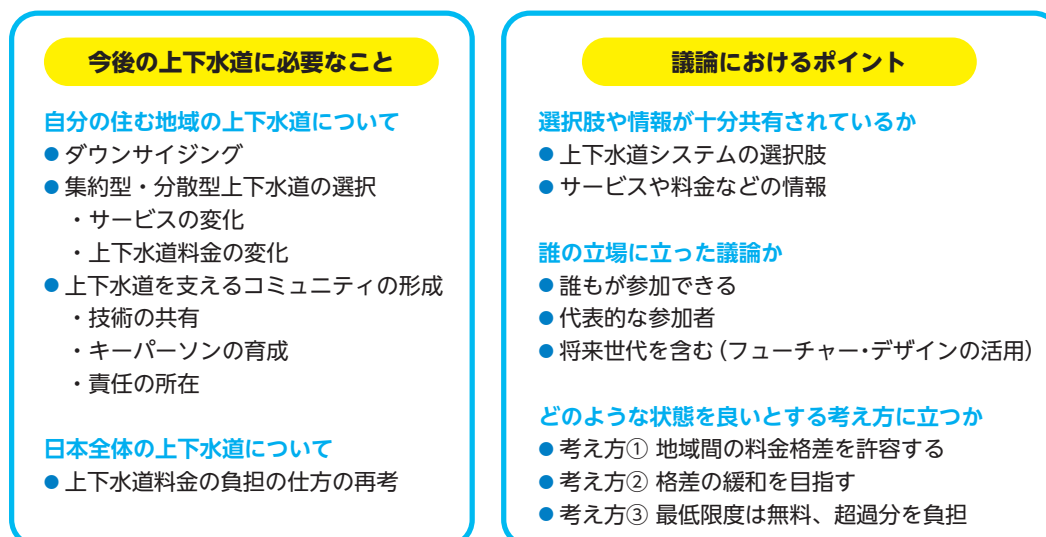 今後の上下水道に必要なこと
自分の住む地域の上下水道について
● ダウンサイジング
● 集約型・分散型上下水道の選択
・サービスの変化
・上下水道料金の変化
● 上下水道を支えるコミュニティの形成
・技術の共有
・キーパーソンの育成
・責任の所在
日本全体の上下水道について
● 上下水道料金の負担の仕方の再考
議論におけるポイント
選択肢や情報が十分共有されているか
● 上下水道システムの選択肢
● サービスや料金などの情報
誰の立場に立った議論か
● 誰もが参加できる
● 代表的な参加者
● 将来世代を含む（フューチャー・デザインの活用）
どのような状態を良いとする考え方に立つか
● 考え方① 地域間の料金格差を許容する
● 考え方② 格差の緩和を目指す
● 考え方③ 最低限度は無料、超過分を負担